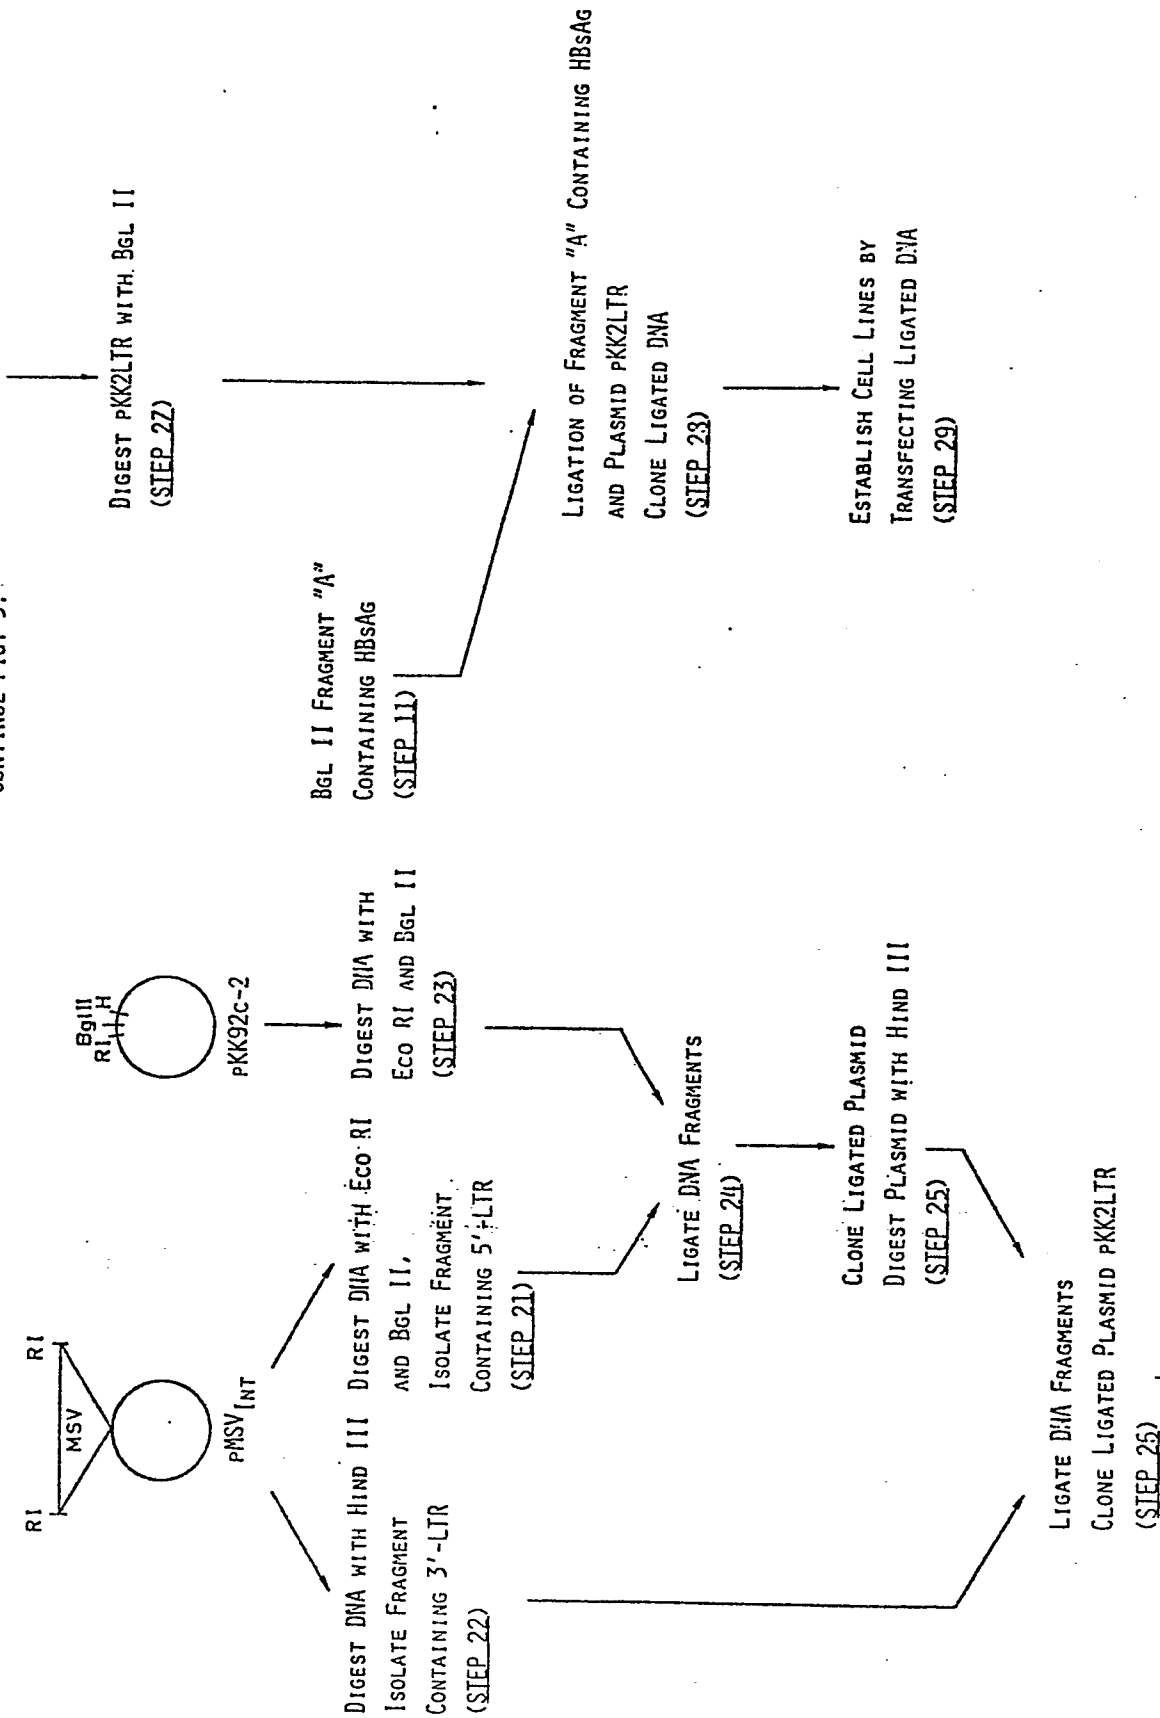 RI
RI
MSV
pMSVINT
DIGEST DNA WITH HIND III
ISOLATE FRAGMENT
CONTAINING 3'-LTR
(STEP 22)
DIGEST DNA WITH ECO RI
AND BGL II,
ISOLATE FRAGMENT
CONTAINING 5'-LTR
(STEP 21)
BglII
RI
H
pKK92c-2
DIGEST DNA WITH
ECO RI AND BGL II
(STEP 23)
LIGATE DNA FRAGMENTS
(STEP 24)
CLONE LIGATED PLASMID
DIGEST PLASMID WITH HIND III
(STEP 25)
LIGATE DNA FRAGMENTS
CLONE LIGATED PLASMID pKK2LTR
(STEP 26)
DIGEST pKK2LTR WITH BGL II
(STEP 27)
BGL II FRAGMENT "A"
CONTAINING HBsAg
(STEP 11)
LIGATION OF FRAGMENT "A" CONTAINING HBsAg
AND PLASMID pKK2LTR
CLONE LIGATED DNA
(STEP 28)
ESTABLISH CELL LINES BY
TRANSFECTING LIGATED DNA
(STEP 29)